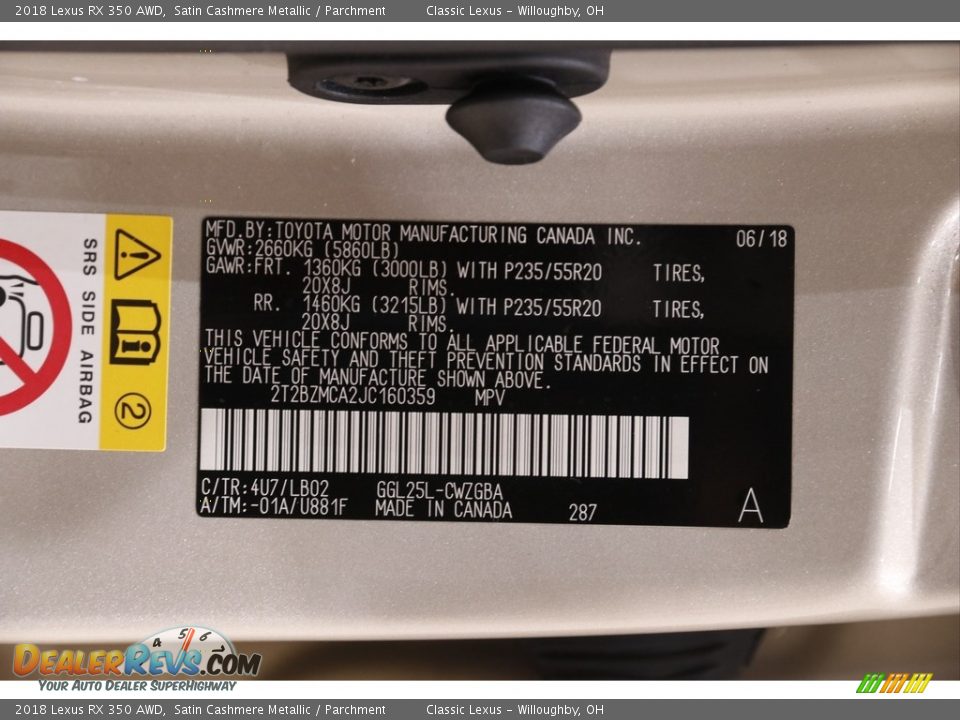 2018 Lexus RX 350 AWD, Satin Cashmere Metallic / Parchment Classic Lexus - Willoughby, OH
MFD.BY:TOYOTA MOTOR MANUFACTURING CANADA INC. 06/18
GVWR:2660KG (5860LB)
GAWR:FRT. 1360KG (3000LB) WITH P235/55R20 TIRES,
20X8J RIMS.
RR. 1460KG (3215LB) WITH P235/55R20 TIRES,
20X8J RIMS.
THIS VEHICLE CONFORMS TO ALL APPLICABLE FEDERAL MOTOR
VEHICLE SAFETY AND THEFT PREVENTION STANDARDS IN EFFECT ON
THE DATE OF MANUFACTURE SHOWN ABOVE.
2T2BZMCA2JC160359 MPV
C/TR:4U7/LB02 GGL25L-CWZGBA
A/TM:-01A/U881F MADE IN CANADA 287 A
SRS SIDE AIRBAG
2
4 5 6 7
DealerRevs.com
Your Auto Dealer SuperHighway
2018 Lexus RX 350 AWD, Satin Cashmere Metallic / Parchment Classic Lexus - Willoughby, OH